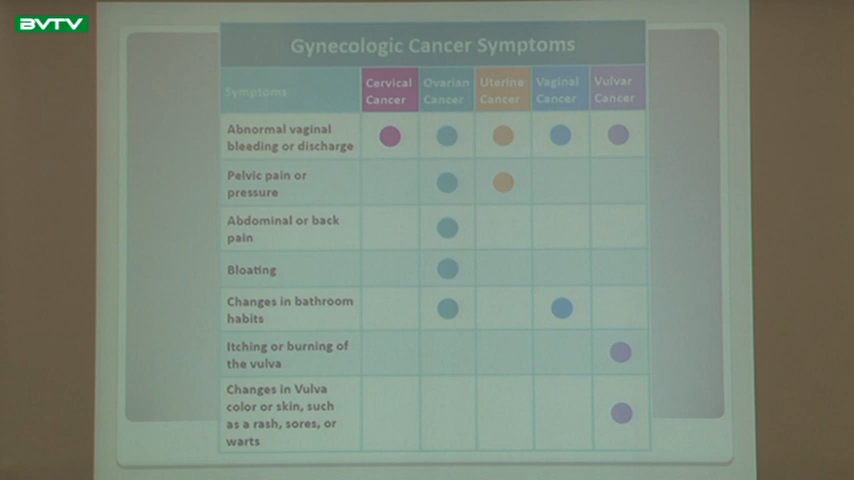 BVTV
Gynecologic Cancer Symptoms
Symptoms
Cervical
Cancer
Ovarian
Cancer
Uterine
Cancer
Vaginal
Cancer
Vulvar
Cancer
Abnormal vaginal
bleeding or discharge
Pelvic pain or
pressure
Abdominal or back
pain
Bloating
Changes in bathroom
habits
Itching or burning of
the vulva
Changes in Vulva
color or skin, such
as a rash, sores, or
warts